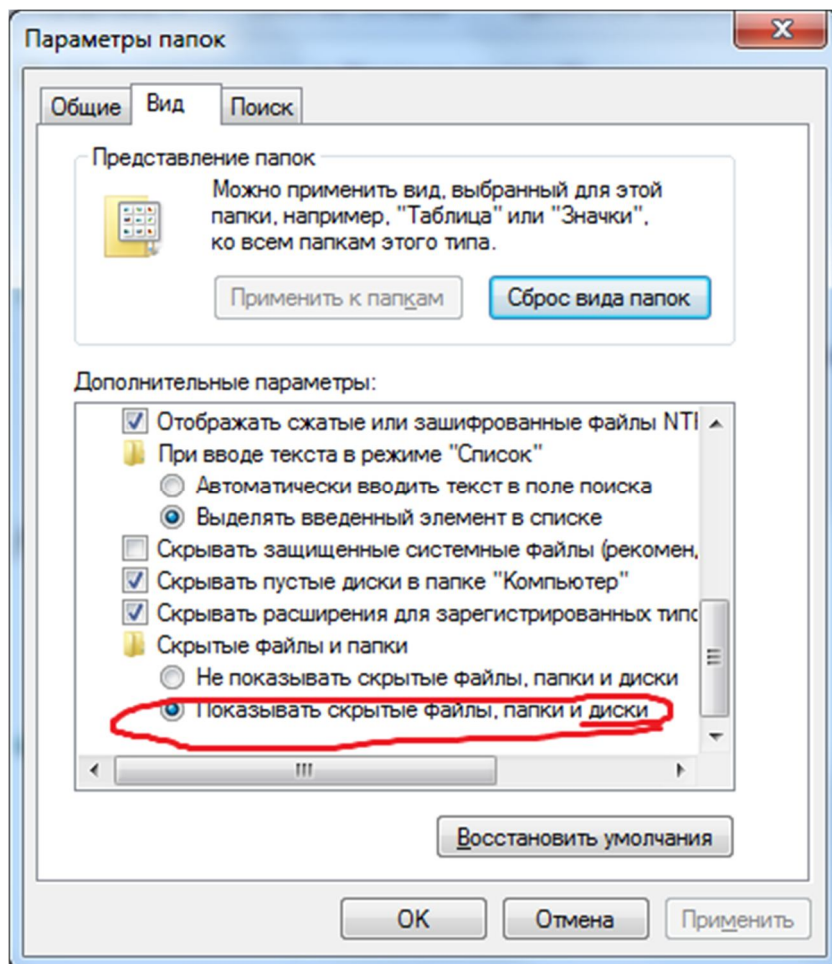 Параметры папок
Общие
Вид
Поиск
Представление папок
Можно применить вид, выбранный для этой
папки, например, "Таблица" или "Значки",
ко всем папкам этого типа.
Применить к папкам
Сброс вида папок
Дополнительные параметры:
Отображать сжатые или зашифрованные файлы NTI
При вводе текста в режиме "Список"
Автоматически вводить текст в поле поиска
Выделять введенный элемент в списке
Скрывать защищенные системные файлы (рекомен,
Скрывать пустые диски в папке "Компьютер"
Скрывать расширения для зарегистрированных типо
Скрытые файлы и папки
Не показывать скрытые файлы, папки и диски
Показывать скрытые файлы, папки и диски
Восстановить умолчания
ОК
Отмена
Применить